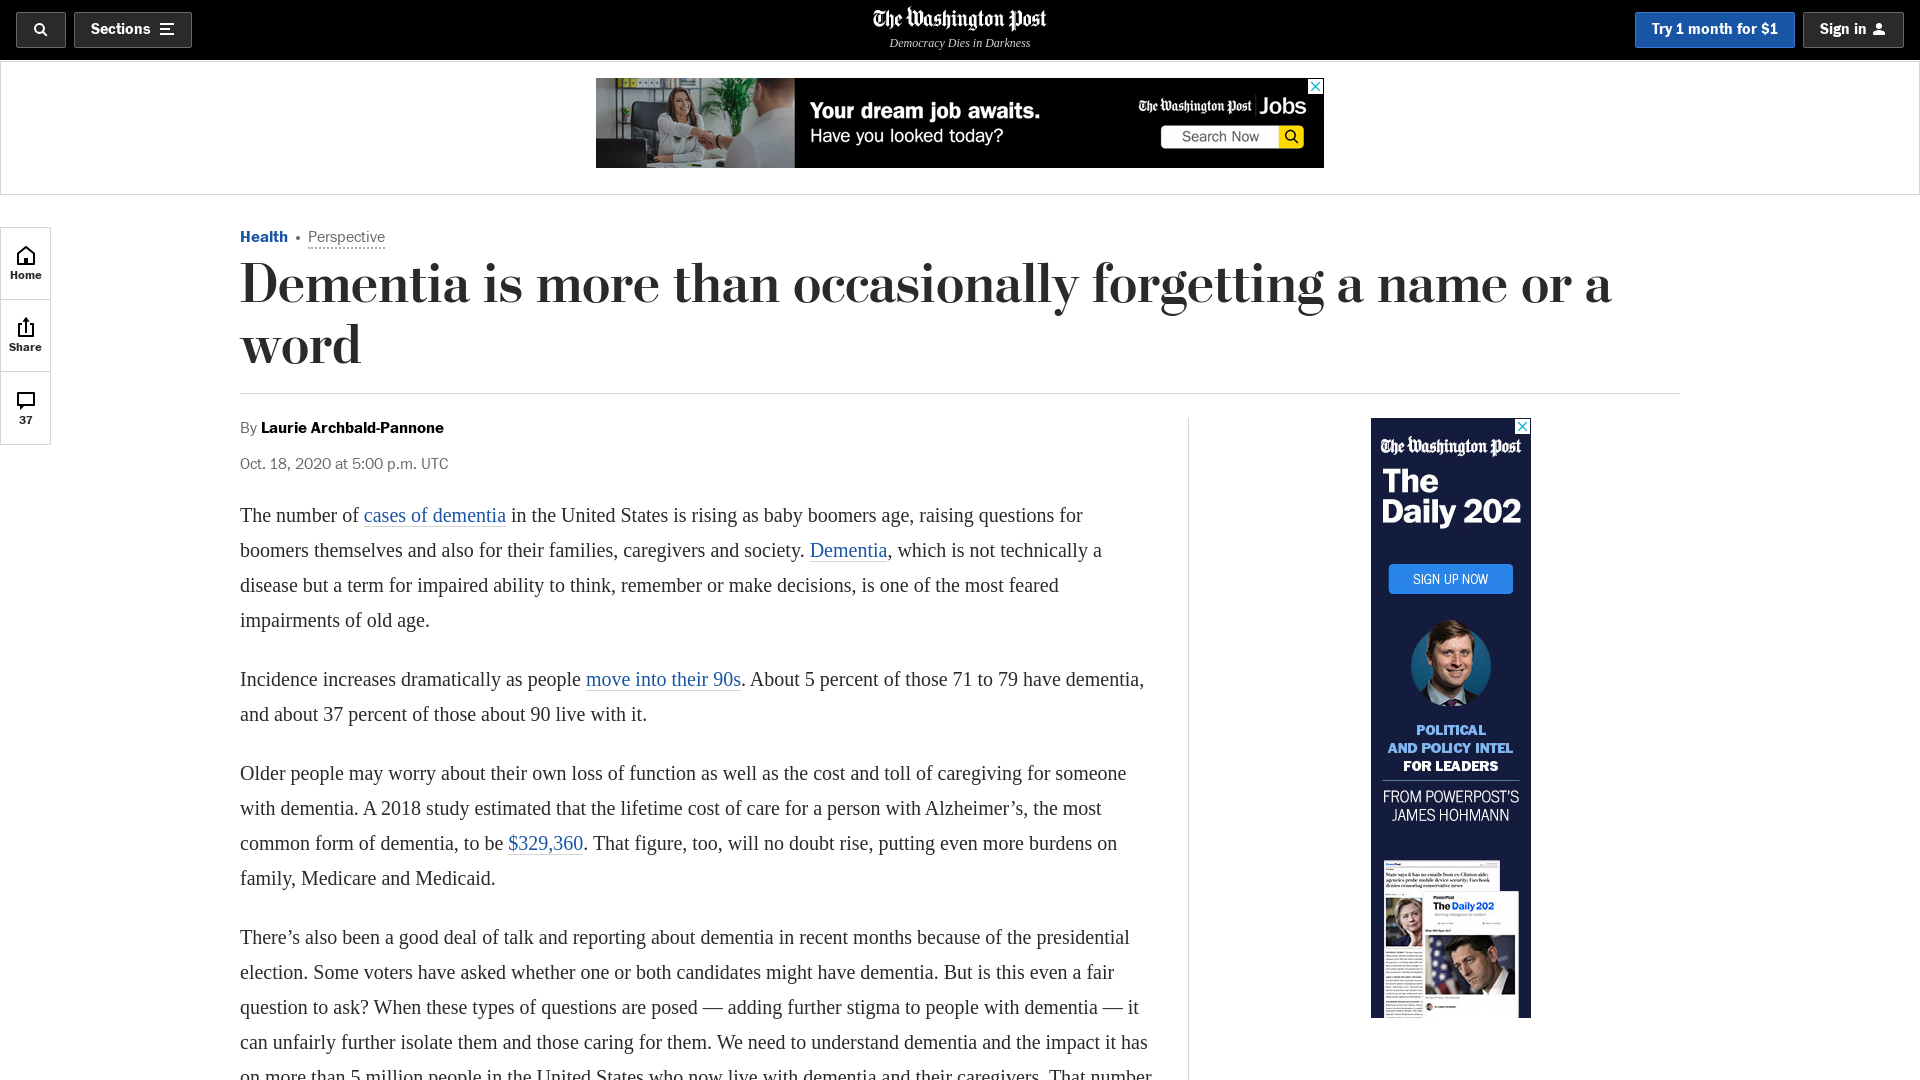 Sections
The Washington Post
Democracy Dies in Darkness
Try 1 month for $1
Sign in
Your dream job awaits.
Have you looked today?
The Washington Post Jobs
Search Now
Home
Share
37
Health • Perspective
Dementia is more than occasionally forgetting a name or a
word
By Laurie Archbald-Pannone
Oct. 18, 2020 at 5:00 p.m. UTC
The number of cases of dementia in the United States is rising as baby boomers age, raising questions for
boomers themselves and also for their families, caregivers and society. Dementia, which is not technically a
disease but a term for impaired ability to think, remember or make decisions, is one of the most feared
impairments of old age.
Incidence increases dramatically as people move into their 90s. About 5 percent of those 71 to 79 have dementia,
and about 37 percent of those about 90 live with it.
Older people may worry about their own loss of function as well as the cost and toll of caregiving for someone
with dementia. A 2018 study estimated that the lifetime cost of care for a person with Alzheimer’s, the most
common form of dementia, to be $329,360. That figure, too, will no doubt rise, putting even more burdens on
family, Medicare and Medicaid.
There’s also been a good deal of talk and reporting about dementia in recent months because of the presidential
election. Some voters have asked whether one or both candidates might have dementia. But is this even a fair
question to ask? When these types of questions are posed — adding further stigma to people with dementia — it
can unfairly further isolate them and those caring for them. We need to understand dementia and the impact it has
on more than 5 million people in the United States who now live with dementia and their caregivers. That number
The Washington Post
The
Daily 202
SIGN UP NOW
POLITICAL
AND POLICY INTEL
FOR LEADERS
FROM POWERPOST’S
JAMES HOHMANN
State says it has no emails from ex-Clinton aide;
The Daily 202